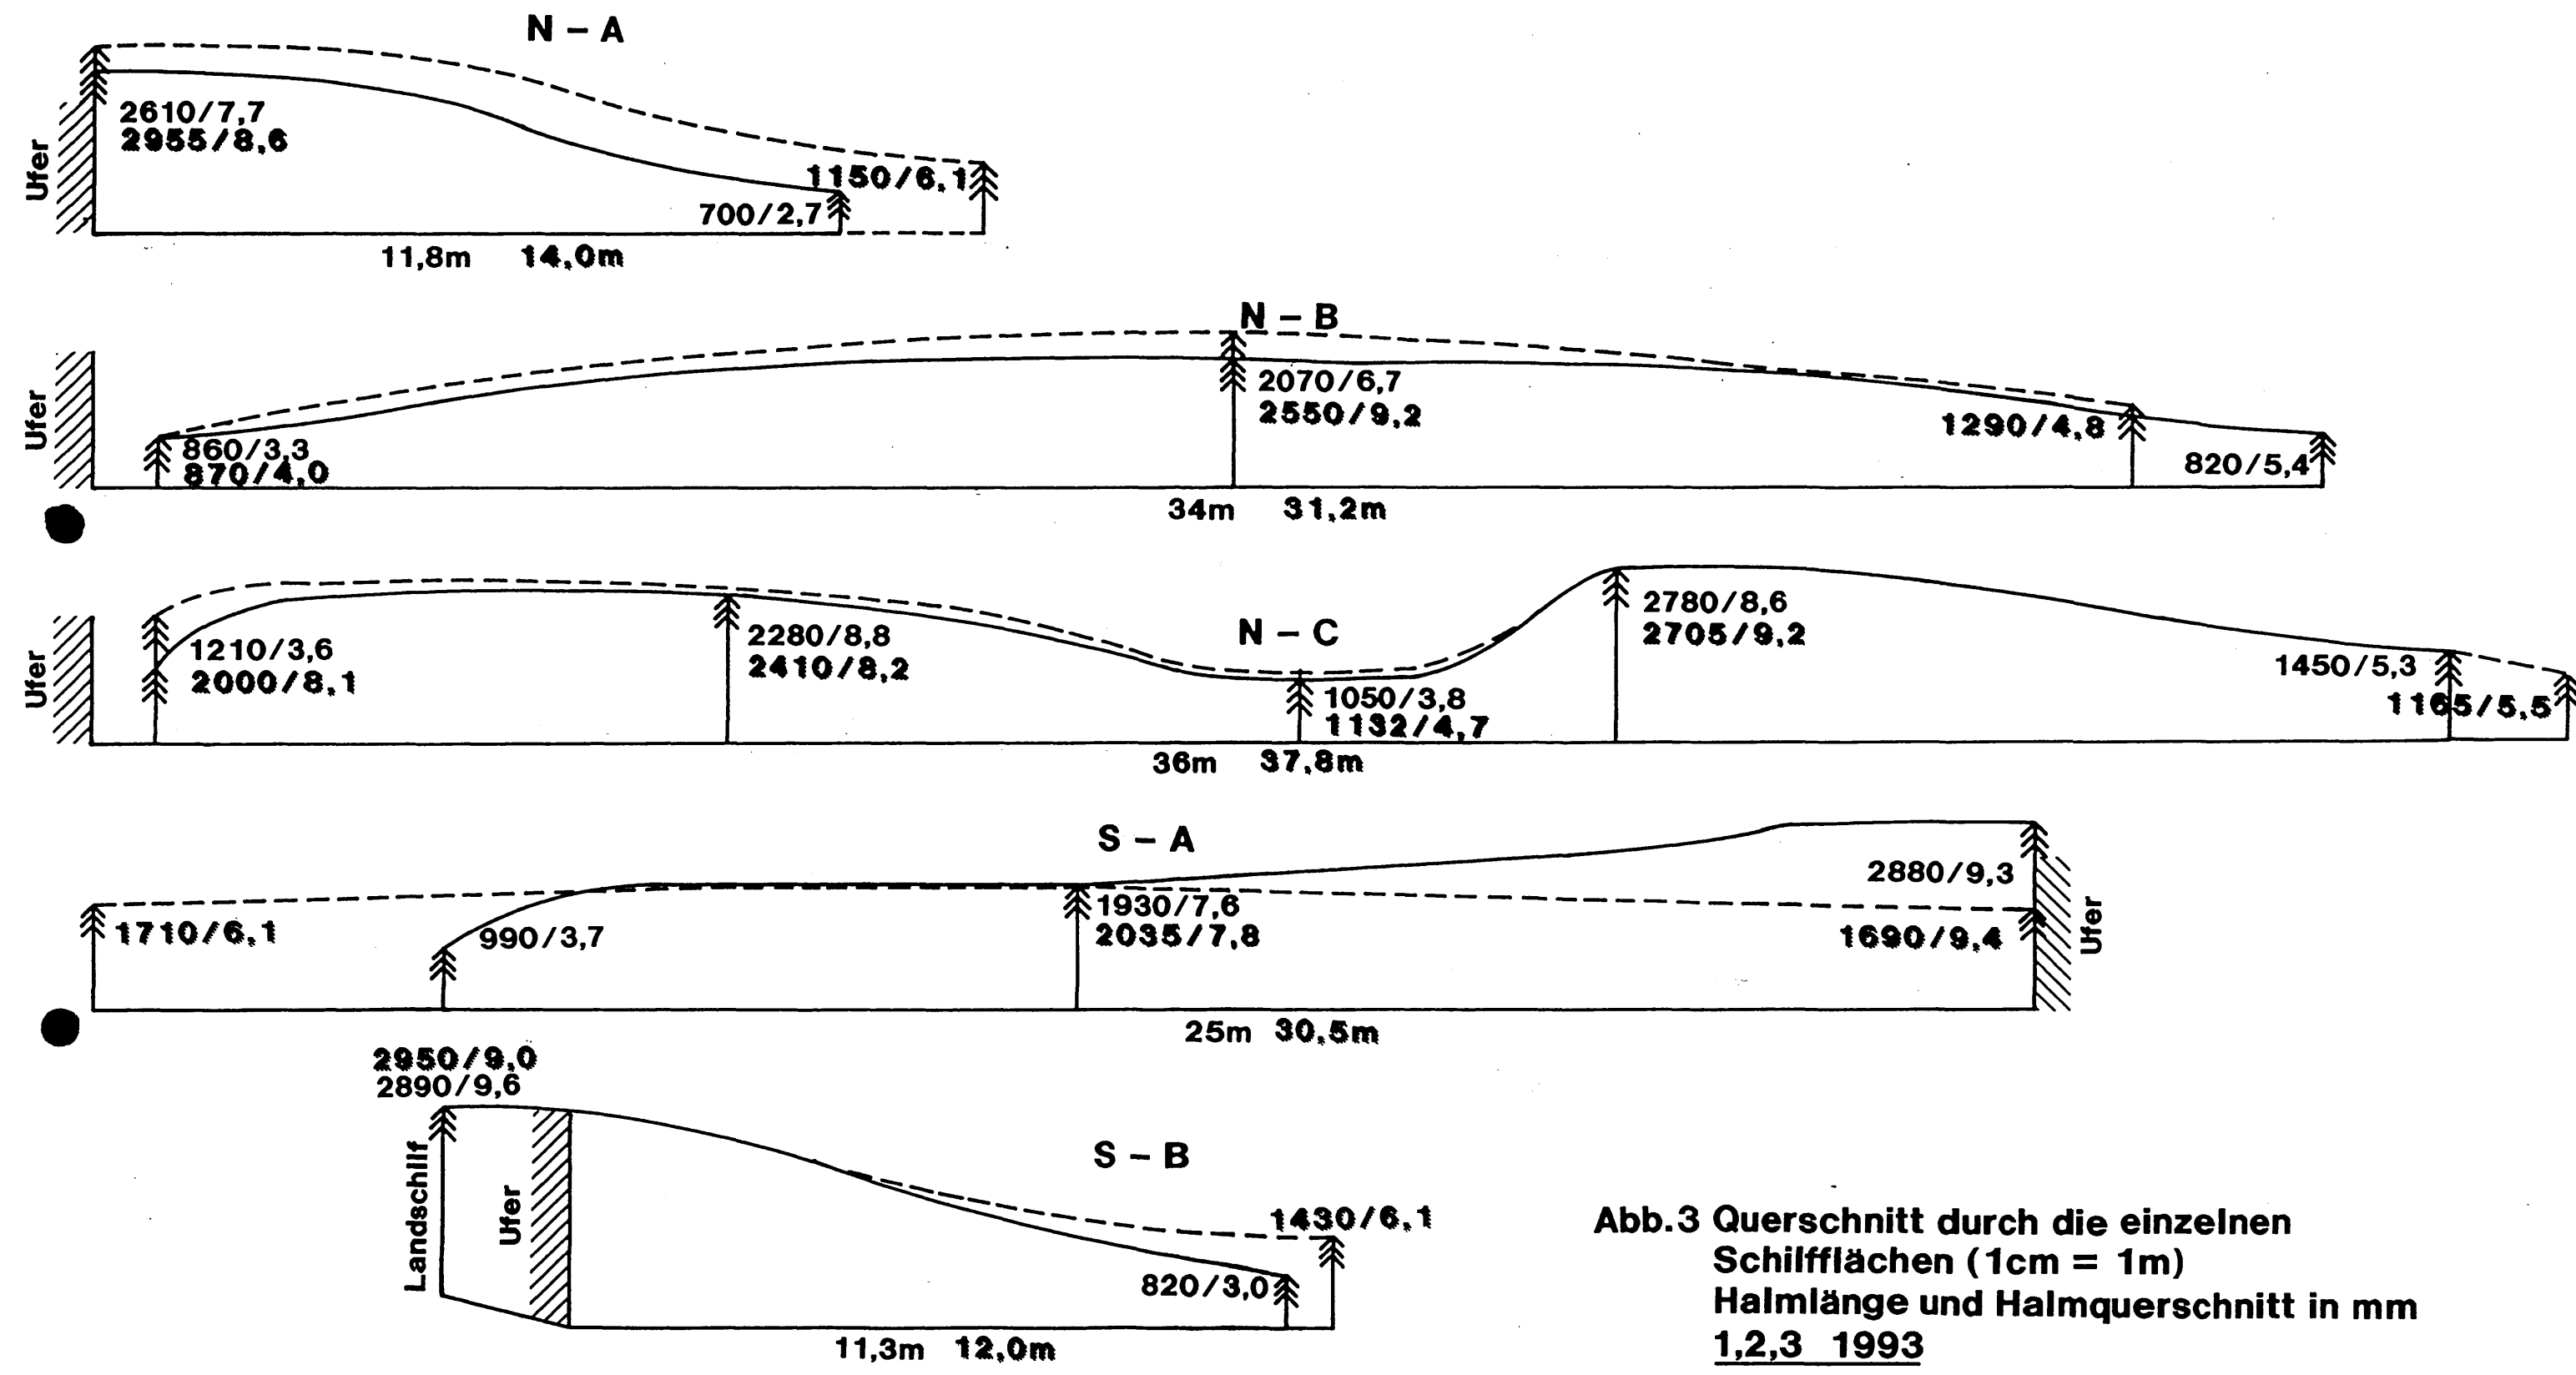 N – A
2610/7,7
2955/8,6
Ufer
1150/6,1
700/2,7
11,8m 14,0m
N – B
Ufer
860/3,3
870/4,0
2070/6,7
2550/9,2
1290/4,8
820/5,4
34m 31,2m
N – C
Ufer
1210/3,6
2000/8,1
2280/8,8
2410/8,2
1050/3,8
1132/4,7
2780/8,6
2705/9,2
1450/5,3
1165/5,5
36m 37,8m
S – A
1710/6,1
990/3,7
1930/7,6
2035/7,8
2880/9,3
1690/9,4
Ufer
25m 30,5m
2950/9,0
2890/9,6
Landschilf
Ufer
S – B
1430/6,1
820/3,0
11,3m 12,0m
Abb.3 Querschnitt durch die einzelnen
Schilfflächen (1cm = 1m)
Halmlänge und Halmquerschnitt in mm
1,2,3 1993